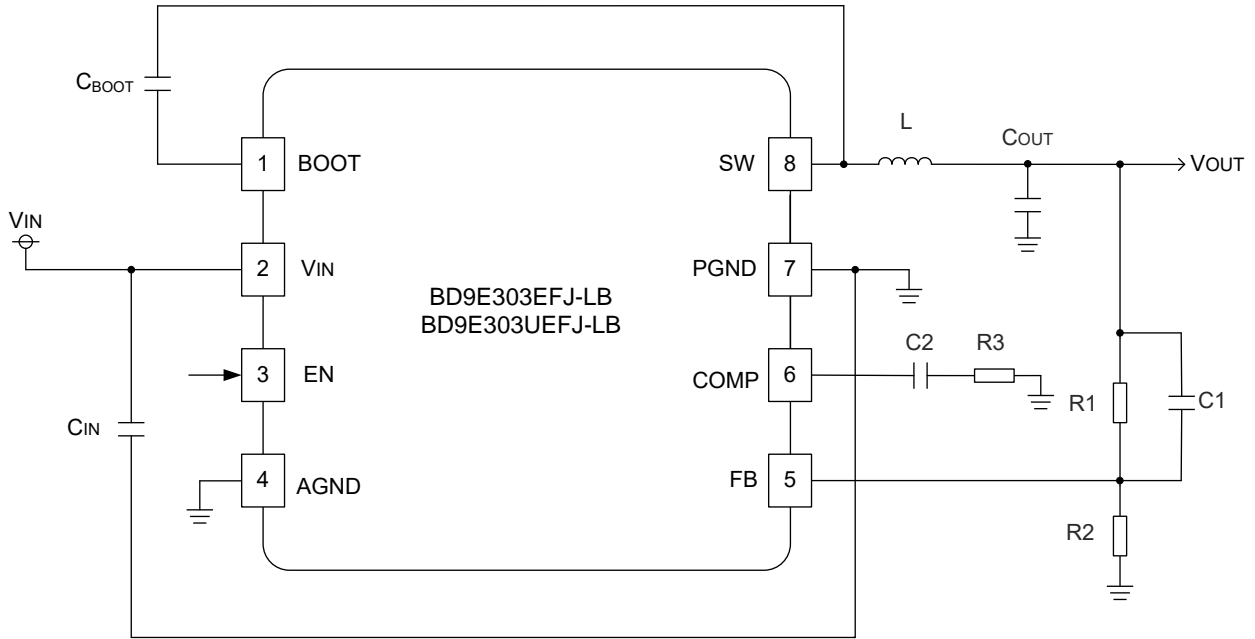 CBOOT
L
COUT
1
BOOT
SW
8
VOUT
VIN
2
VIN
PGND
7
BD9E303EFJ-LB
BD9E303UEFJ-LB
C2
R3
3
EN
COMP
6
R1
C1
CIN
4
AGND
FB
5
R2